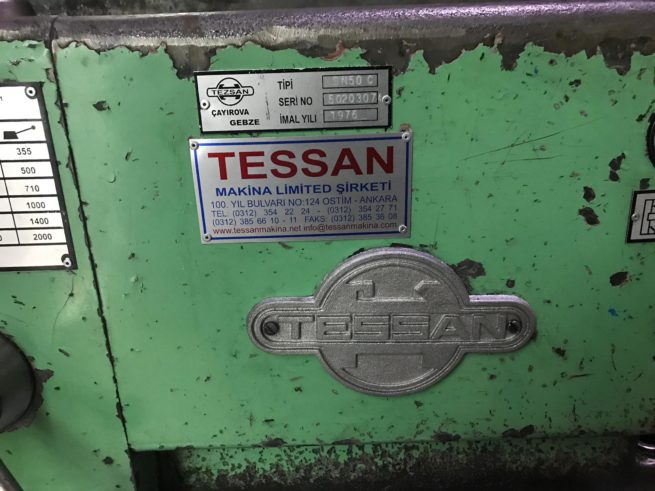 355
500
710
1000
1400
2000
TEZSAN
ÇAYIROVA
GEBZE
TİPİ
SERİ NO 5020307
İMAL YILI 1976
TESSAN
MAKİNA LİMİTED ŞİRKETİ
100. YIL BULVARI NO:124 OSTİM - ANKARA
TEL: (0312) 354 22 24 - (0312) 354 27 71
(0312) 385 66 10 - 11 FAKS: (0312) 385 36 08
www.tessanmakina.net info@tessanmakina.com
TESSAN